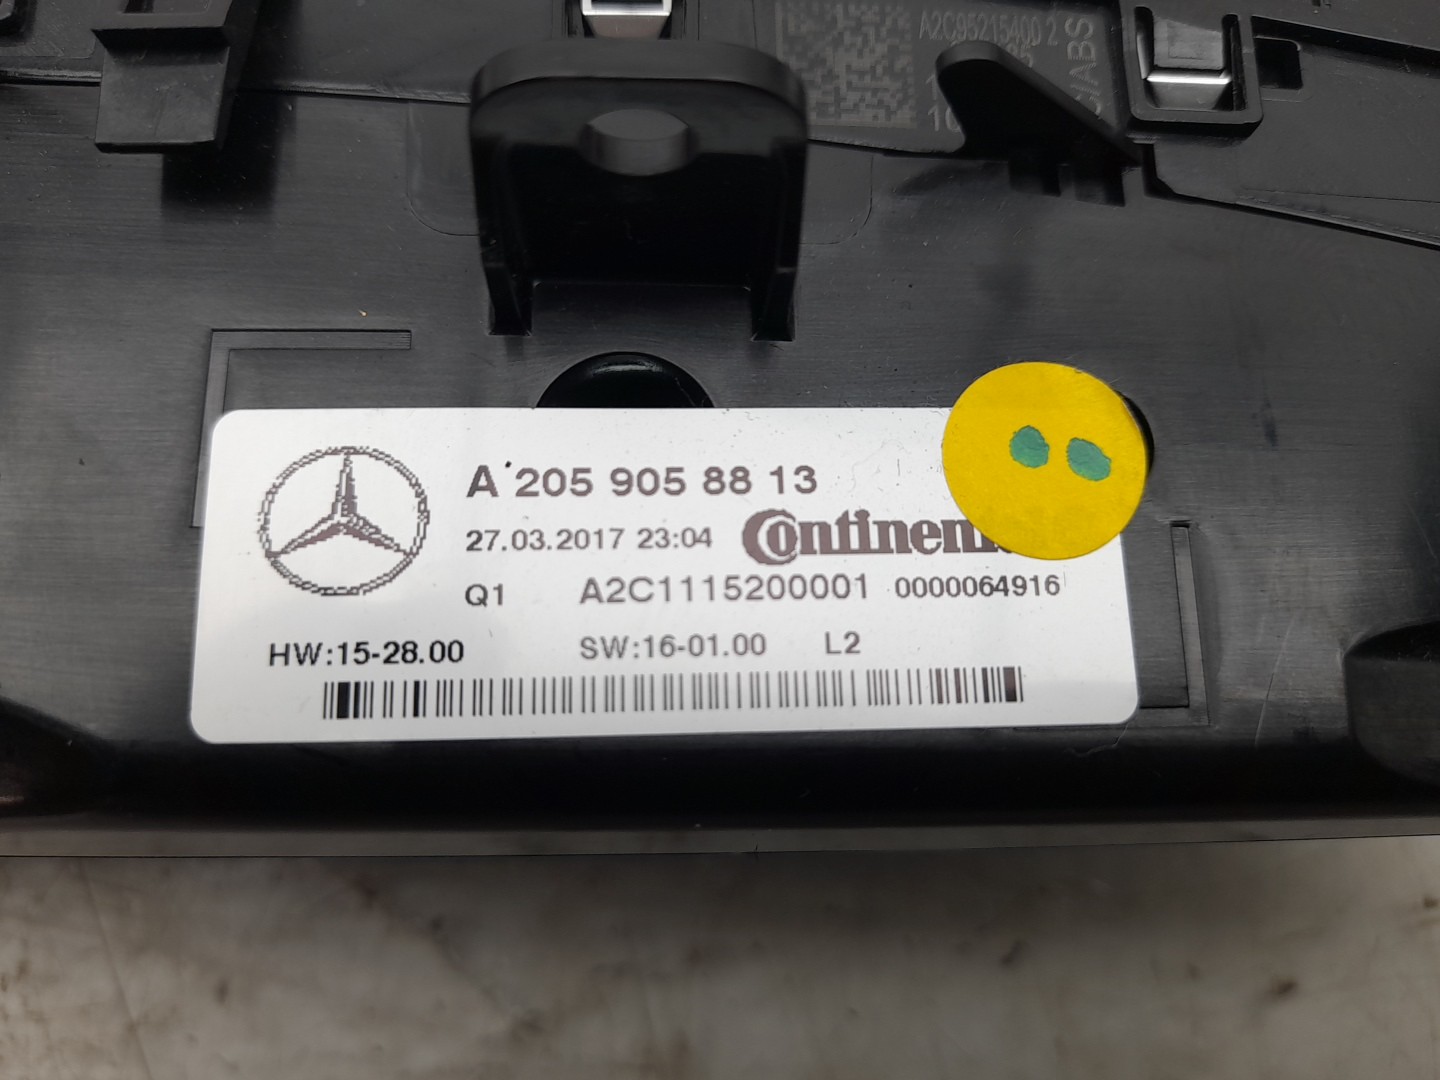 A2C95215400 2
A 205 905 88 13
27.03.2017 23:04
Q1 A2C1115200001 0000064916
HW:15-28.00 SW:16-01.00 L2